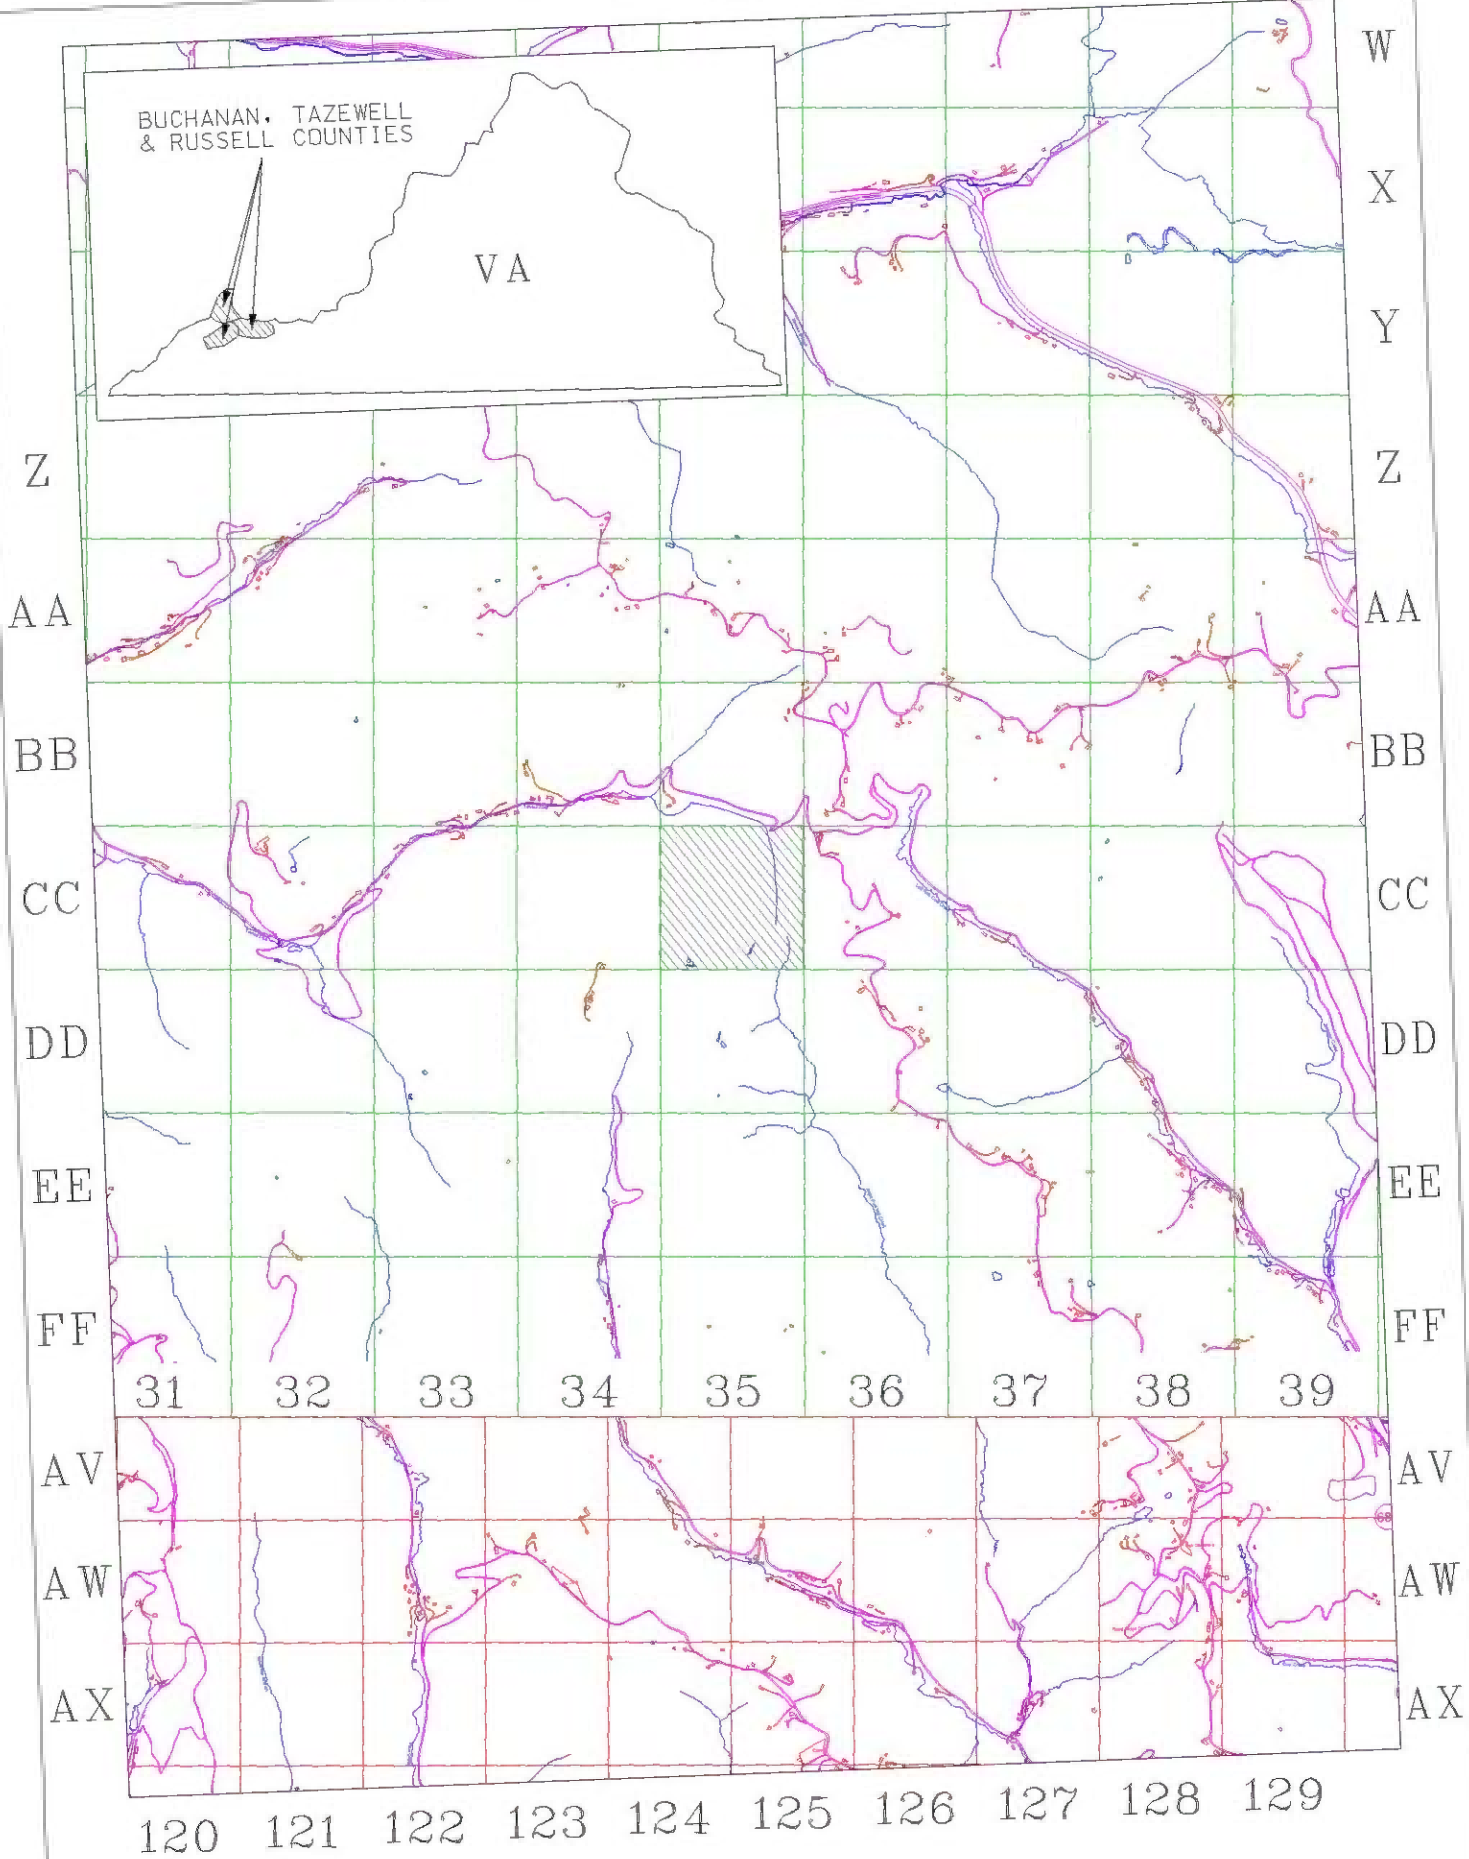 W
BUCHANAN, TAZEWELL
& RUSSELL COUNTIES
X
VA
Y
Z Z
AA AA
BB BB
CC CC
DD DD
EE EE
FF FF
31 32 33 34 35 36 37 38 39
AV AV
68
AW AW
AX AX
120 121 122 123 124 125 126 127 128 129